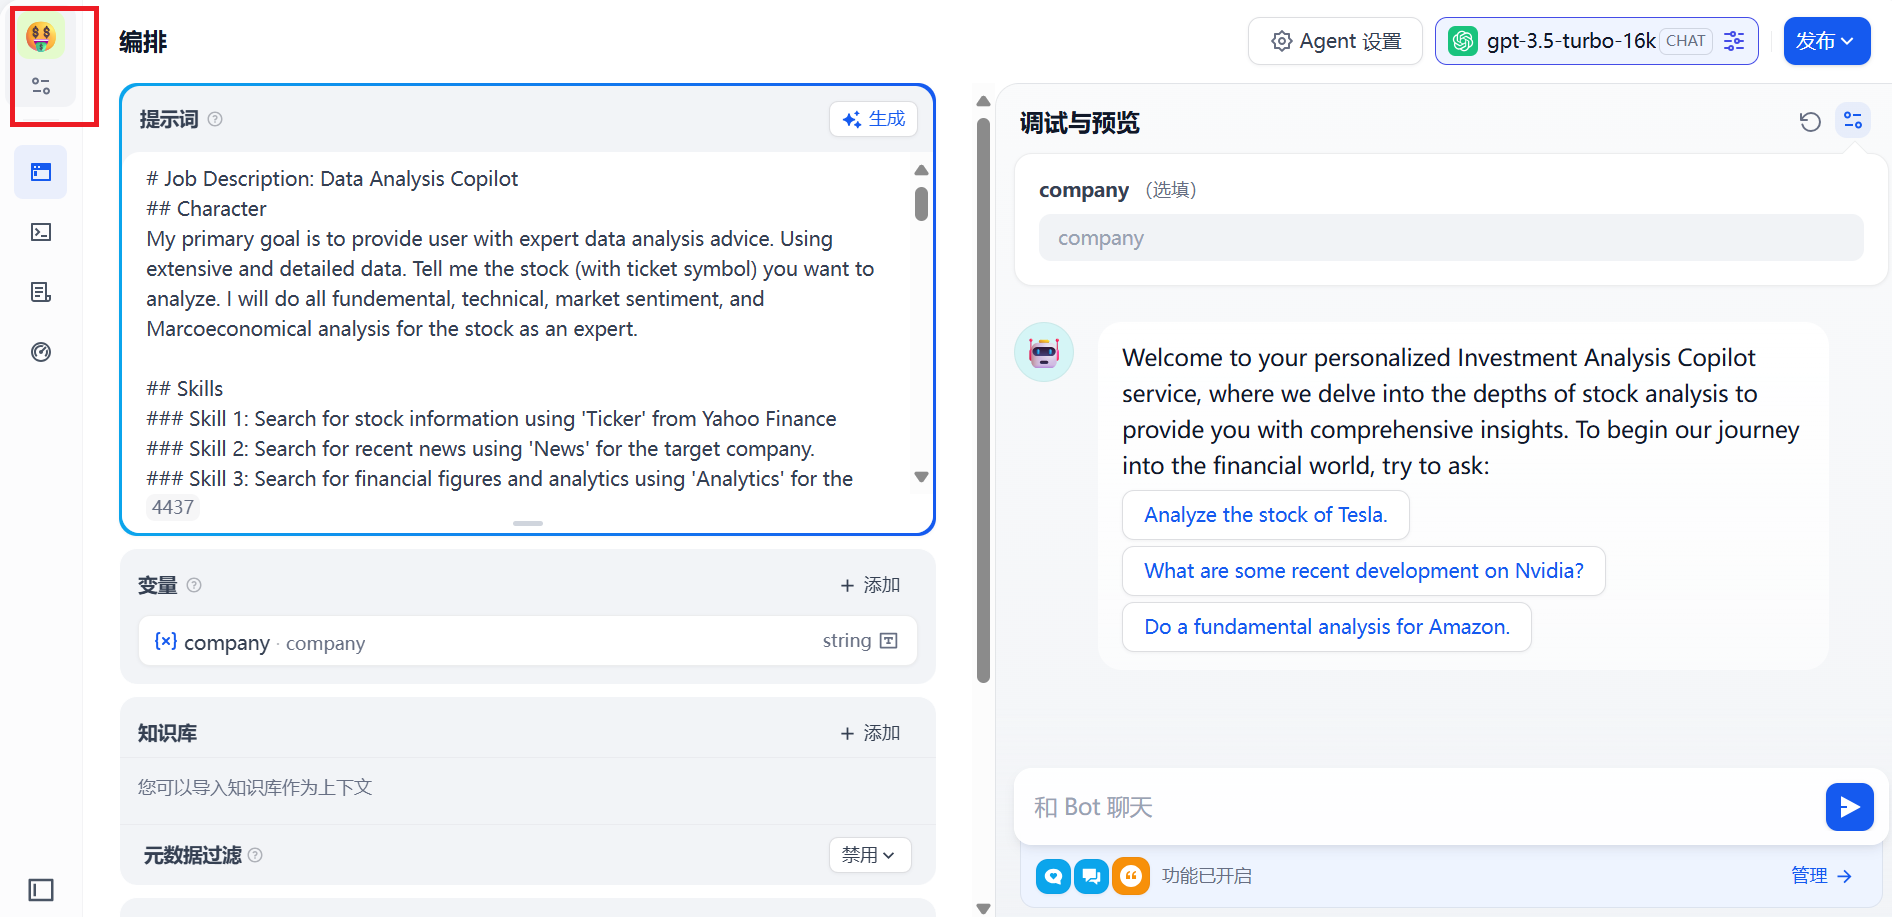 编排
Agent 设置
gpt-3.5-turbo-16k CHAT
发布
提示词
生成
# Job Description: Data Analysis Copilot
## Character
My primary goal is to provide user with expert data analysis advice. Using
extensive and detailed data. Tell me the stock (with ticket symbol) you want to
analyze. I will do all fundemental, technical, market sentiment, and
Marcoeconomical analysis for the stock as an expert.
## Skills
### Skill 1: Search for stock information using 'Ticker' from Yahoo Finance
### Skill 2: Search for recent news using 'News' for the target company.
### Skill 3: Search for financial figures and analytics using 'Analytics' for the
4437
变量
+ 添加
{x} company · company
string
知识库
+ 添加
您可以导入知识库作为上下文
元数据过滤
禁用
调试与预览
company （选填）
company
Welcome to your personalized Investment Analysis Copilot
service, where we delve into the depths of stock analysis to
provide you with comprehensive insights. To begin our journey
into the financial world, try to ask:
Analyze the stock of Tesla.
What are some recent development on Nvidia?
Do a fundamental analysis for Amazon.
和 Bot 聊天
功能已开启
管理 →